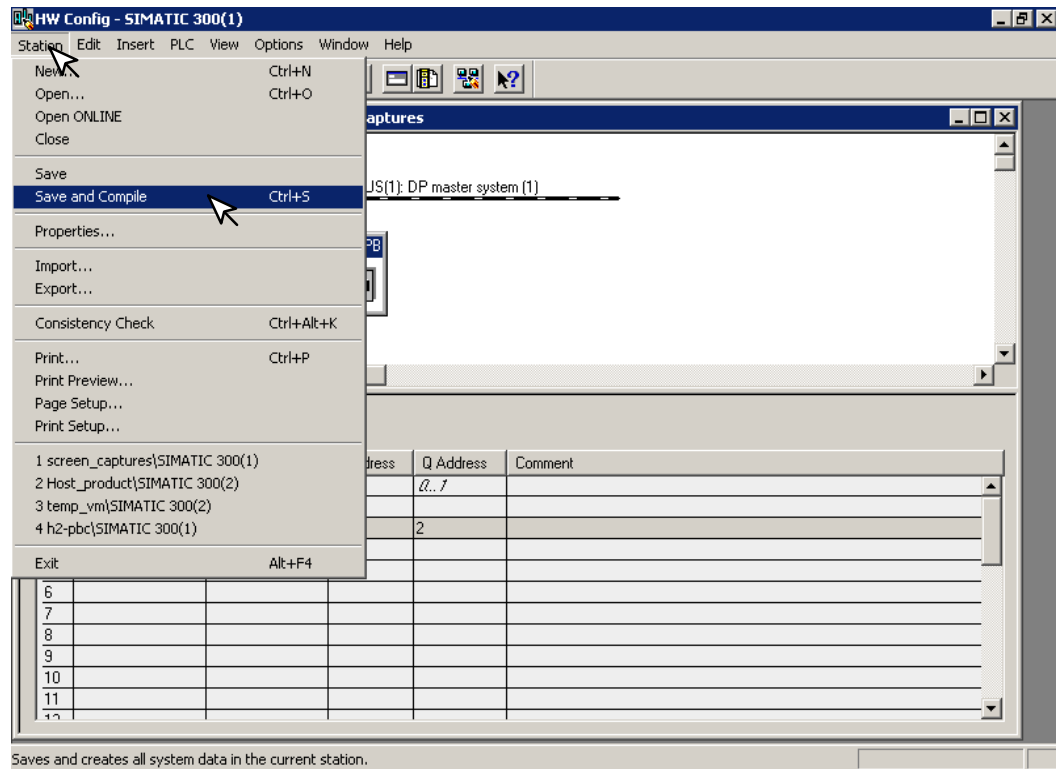 HW Config - SIMATIC 300(1)
Station Edit Insert PLC View Options Window Help
New... Ctrl+N
Open... Ctrl+O
Open ONLINE
Close
Save
Save and Compile Ctrl+S
Properties...
Import...
Export...
Consistency Check Ctrl+Alt+K
Print... Ctrl+P
Print Preview...
Page Setup...
Print Setup...
1 screen_captures\SIMATIC 300(1)
2 Host_product\SIMATIC 300(2)
3 temp_vm\SIMATIC 300(2)
4 h2-pbc\SIMATIC 300(1)
Exit Alt+F4
aptures
JS(1): DP master system (1)
PB
dress Q Address Comment
0..1
2
6
7
8
9
10
11
12
Saves and creates all system data in the current station.